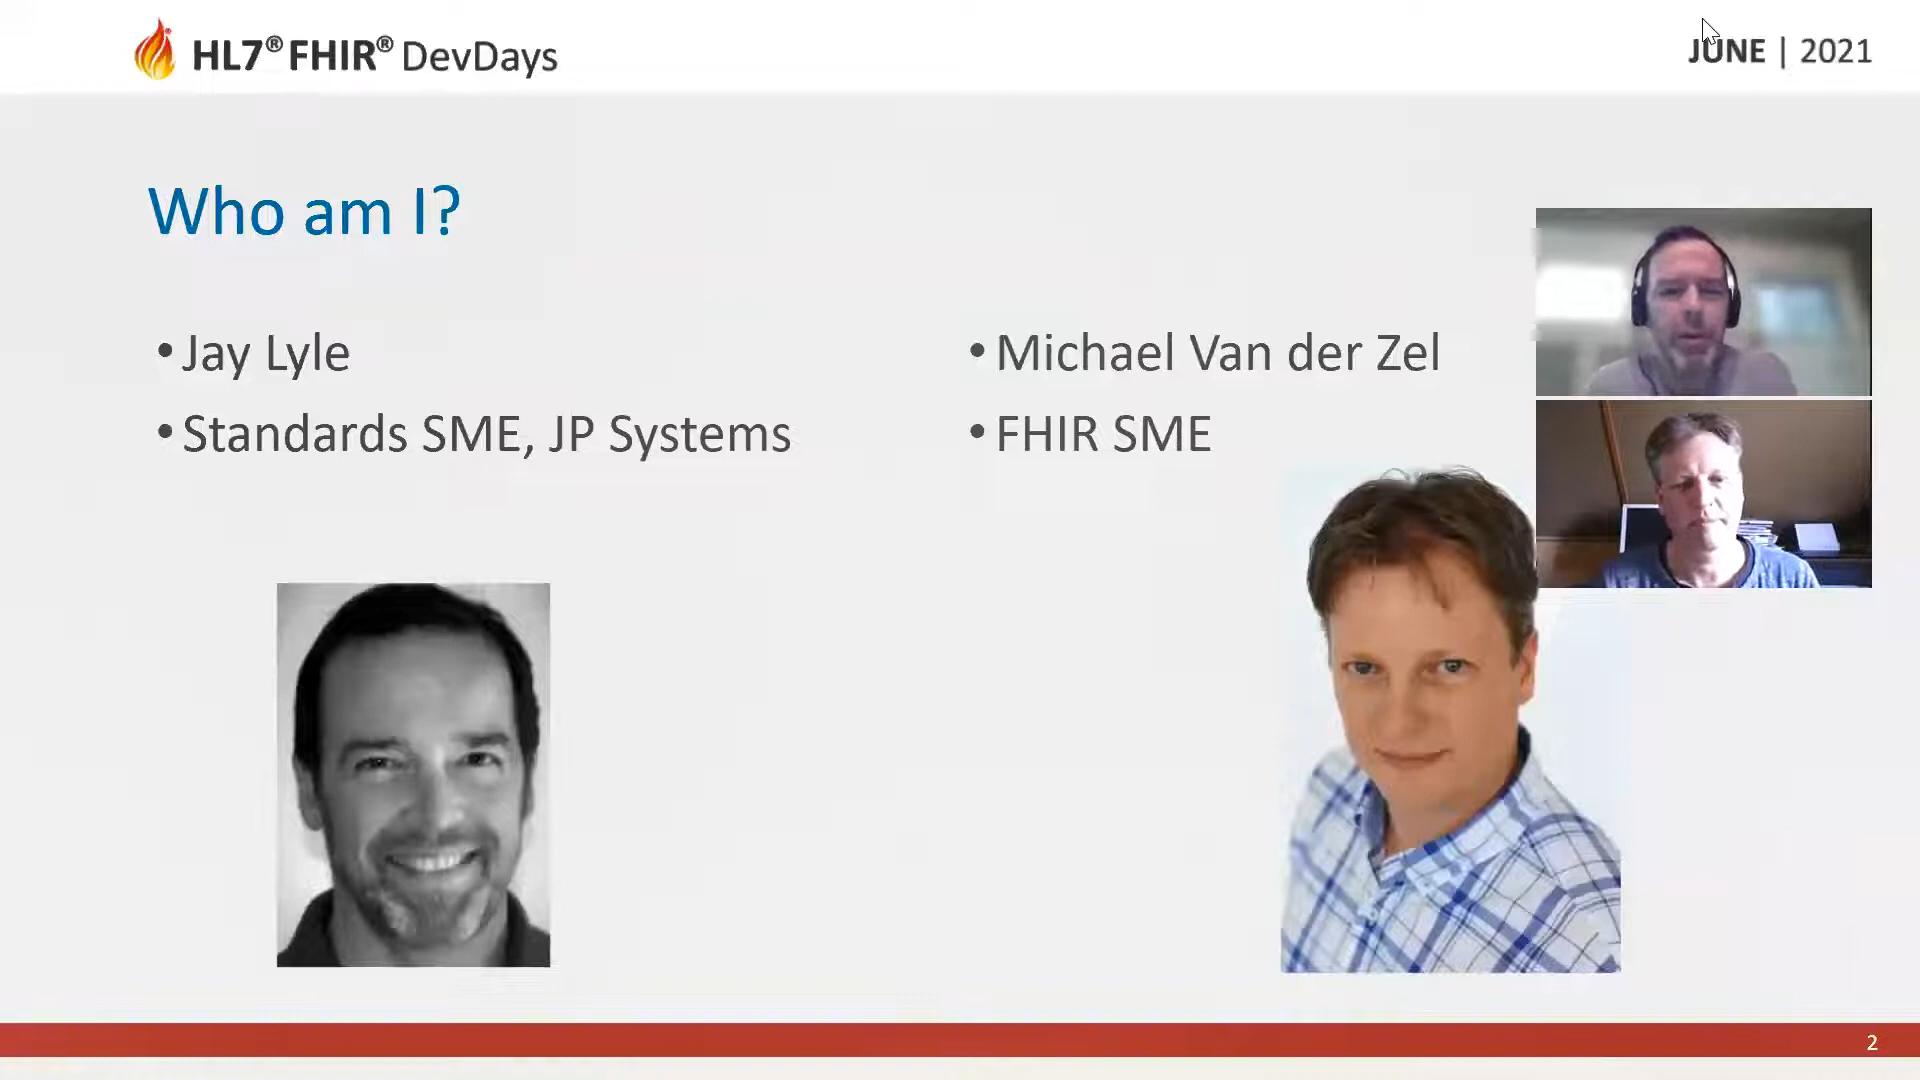 HL7® FHIR® DevDays
JUNE | 2021
Who am I?
•Jay Lyle
•Standards SME, JP Systems
•Michael Van der Zel
•FHIR SME
2